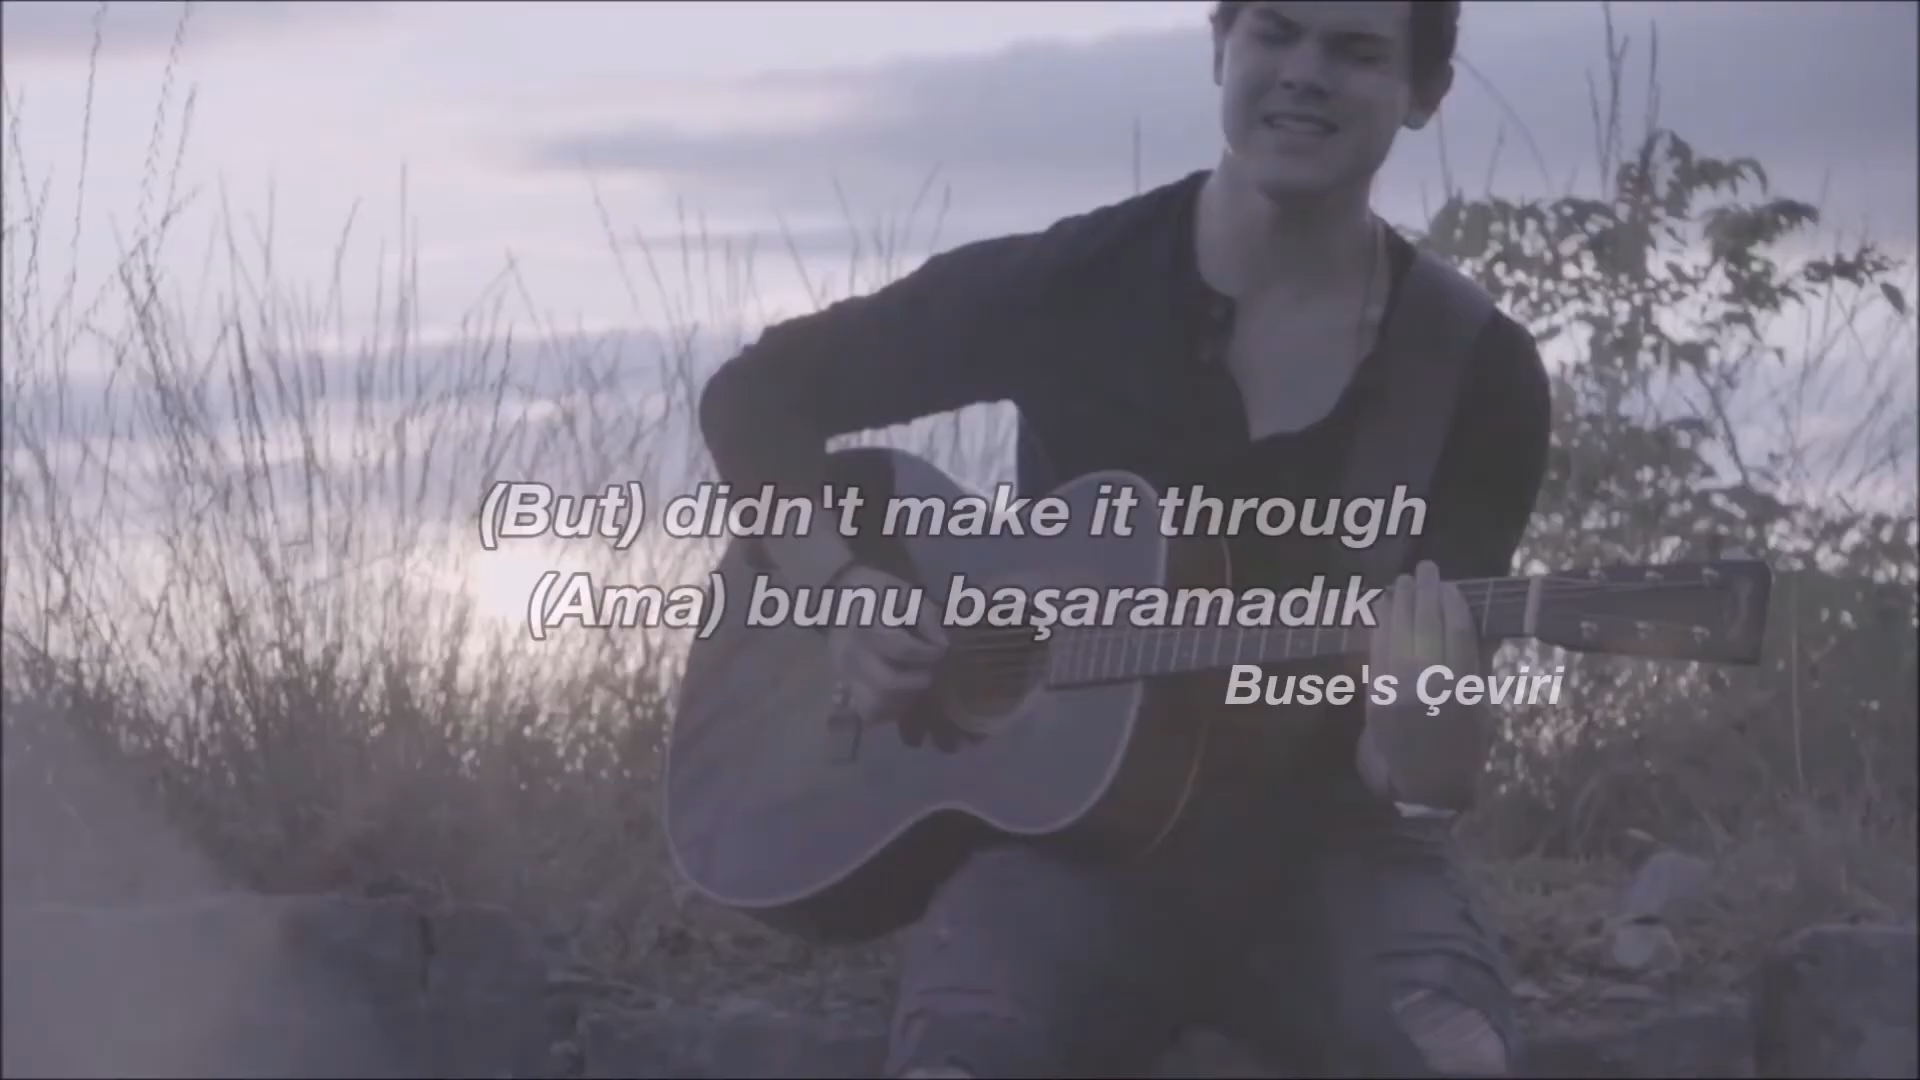 (But) didn't make it through
(Ama) bunu başaramadık
Buse's Çeviri